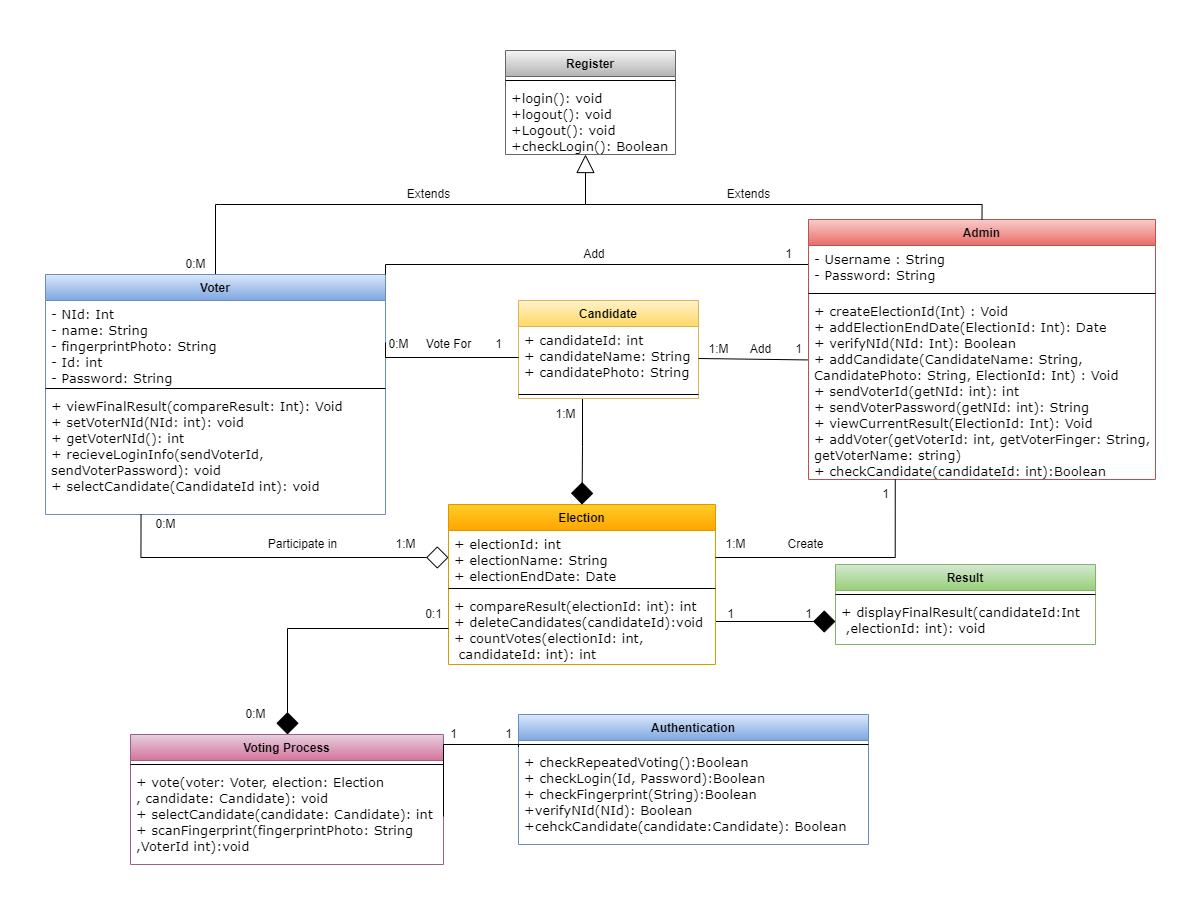 Register
+login(): void
+logout(): void
+Logout(): void
+checkLogin(): Boolean
Extends
Extends
0:M
Add
1
Voter
- NId: Int
- name: String
- fingerprintPhoto: String
- Id: int
- Password: String
+ viewFinalResult(compareResult: Int): Void
+ setVoterNId(NId: int): void
+ getVoterNId(): int
+ recieveLoginInfo(sendVoterId,
sendVoterPassword): void
+ selectCandidate(CandidateId int): void
0:M
Vote For
1
Candidate
+ candidateId: int
+ candidateName: String
+ candidatePhoto: String
1:M
Add
1
Admin
- Username : String
- Password: String
+ createElectionId(Int) : Void
+ addElectionEndDate(ElectionId: Int): Date
+ verifyNId(NId: Int): Boolean
+ addCandidate(CandidateName: String,
CandidatePhoto: String, ElectionId: Int) : Void
+ sendVoterId(getNId: int): int
+ sendVoterPassword(getNId: int): String
+ viewCurrentResult(ElectionId: Int): Void
+ addVoter(getVoterId: int, getVoterFinger: String,
getVoterName: string)
+ checkCandidate(candidateId: int):Boolean
1:M
1
0:M
Participate in
1:M
Election
+ electionId: int
+ electionName: String
+ electionEndDate: Date
+ compareResult(electionId: int): int
+ deleteCandidates(candidateId):void
+ countVotes(electionId: int,
candidateId: int): int
1:M
Create
0:1
1
1
Result
+ displayFinalResult(candidateId:Int
,electionId: int): void
0:M
Voting Process
+ vote(voter: Voter, election: Election
, candidate: Candidate): void
+ selectCandidate(candidate: Candidate): int
+ scanFingerprint(fingerprintPhoto: String
,VoterId int):void
1
1
Authentication
+ checkRepeatedVoting():Boolean
+ checkLogin(Id, Password):Boolean
+ checkFingerprint(String):Boolean
+verifyNId(NId): Boolean
+cehckCandidate(candidate:Candidate): Boolean